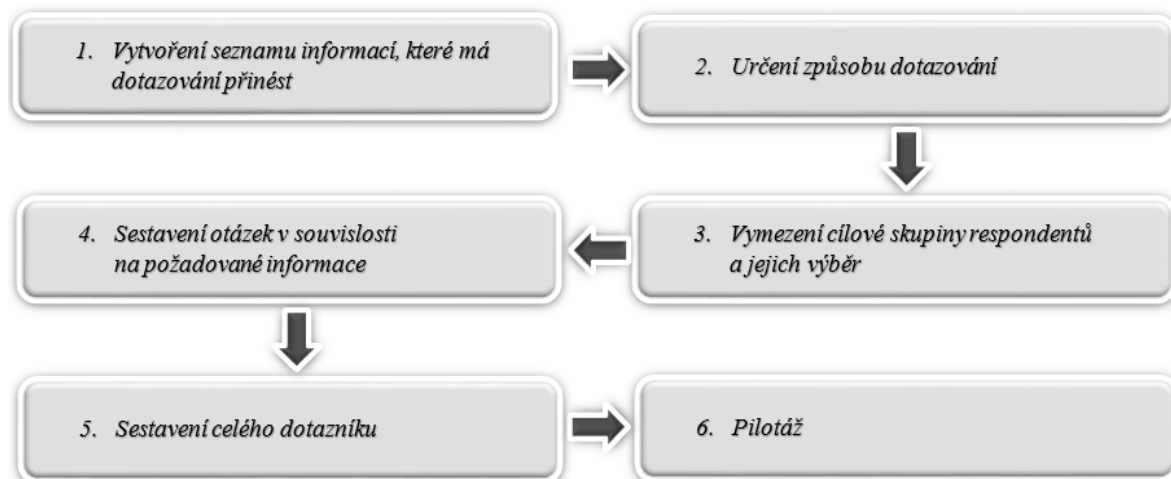 1. Vytvoření seznamu informací, které má
dotazování přinést
2. Určení způsobu dotazování
3. Vymezení cílové skupiny respondentů
a jejich výběr
4. Sestavení otázek v souvislosti
na požadované informace
5. Sestavení celého dotazníku
6. Pilotáž